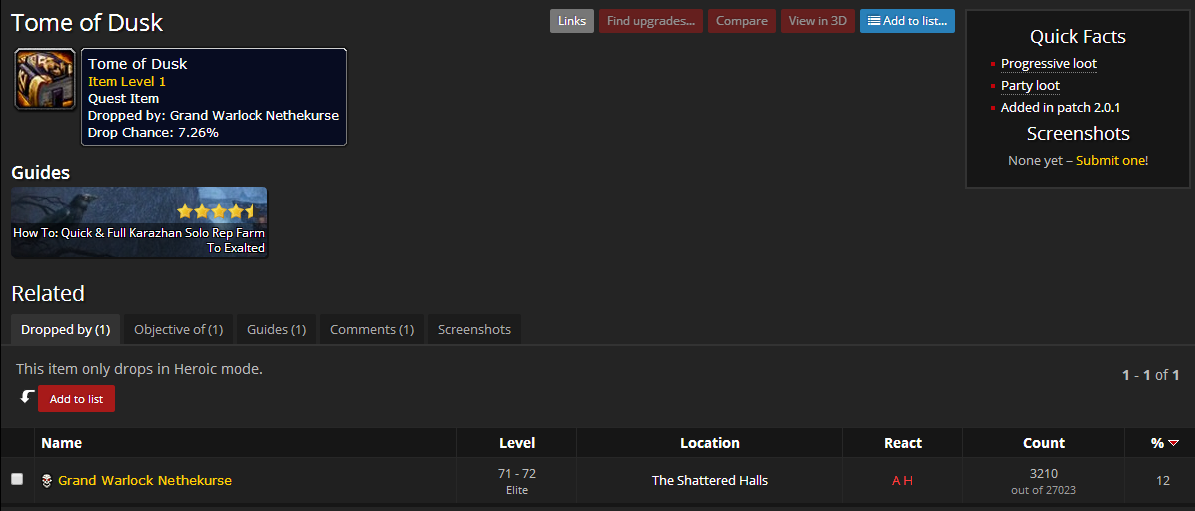 Tome of Dusk
Links
Find upgrades...
Compare
View in 3D
Add to list...
Tome of Dusk
Item Level 1
Quest Item
Dropped by: Grand Warlock Nethekurse
Drop Chance: 7.26%
Quick Facts
Progressive loot
Party loot
Added in patch 2.0.1
Screenshots
None yet – Submit one!
Guides
How To: Quick & Full Karazhan Solo Rep Farm
To Exalted
Related
Dropped by (1)
Objective of (1)
Guides (1)
Comments (1)
Screenshots
This item only drops in Heroic mode.
1 - 1 of 1
Add to list
Name
Level
Location
React
Count
%
Grand Warlock Nethekurse
71 - 72
Elite
The Shattered Halls
A H
3210
out of 27023
12